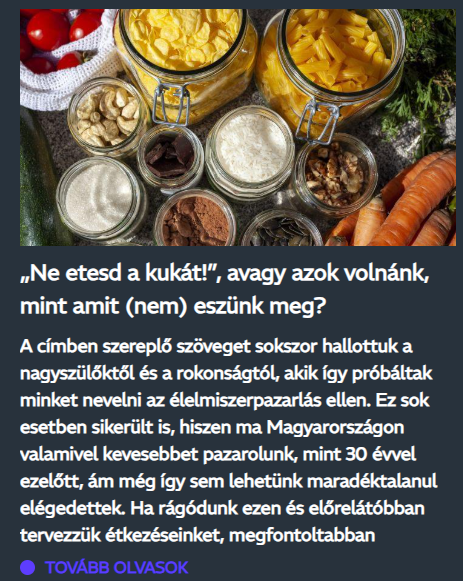 „Ne etesd a kukát!”, avagy azok volnánk,
mint amit (nem) eszünk meg?
A címben szereplő szöveget sokszor hallottuk a
nagyszülőktől és a rokonságtól, akik így próbáltak
minket nevelni az élelmiszerpazarlás ellen. Ez sok
esetben sikerült is, hiszen ma Magyarországon
valamivel kevesebbet pazarolunk, mint 30 évvel
ezelőtt, ám még így sem lehetünk maradéktalanul
elégedettek. Ha rágódunk ezen és előrelátóbban
tervezzük étkezéseinket, megfontoltabban
TOVÁBB OLVASOK